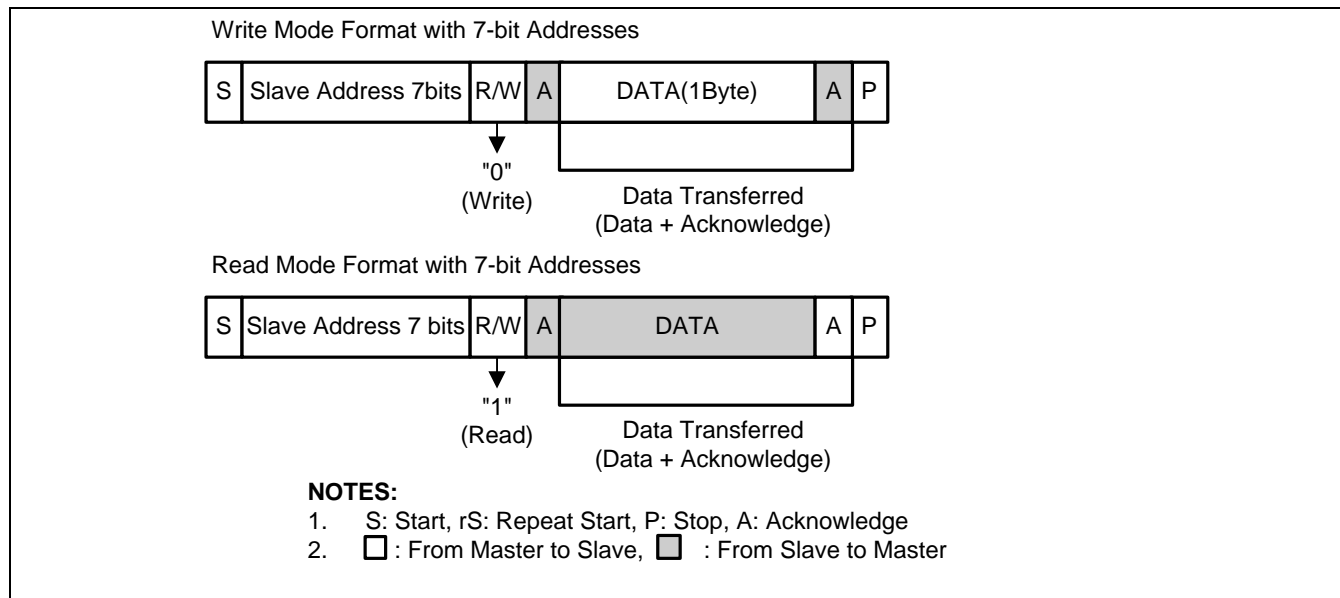 Write Mode Format with 7-bit Addresses
S Slave Address 7bits R/W A DATA(1Byte) A P
"0"
(Write)
Data Transferred
(Data + Acknowledge)
Read Mode Format with 7-bit Addresses
S Slave Address 7 bits R/W A DATA A P
"1"
(Read)
Data Transferred
(Data + Acknowledge)
NOTES:
1. S: Start, rS: Repeat Start, P: Stop, A: Acknowledge
2. : From Master to Slave, : From Slave to Master